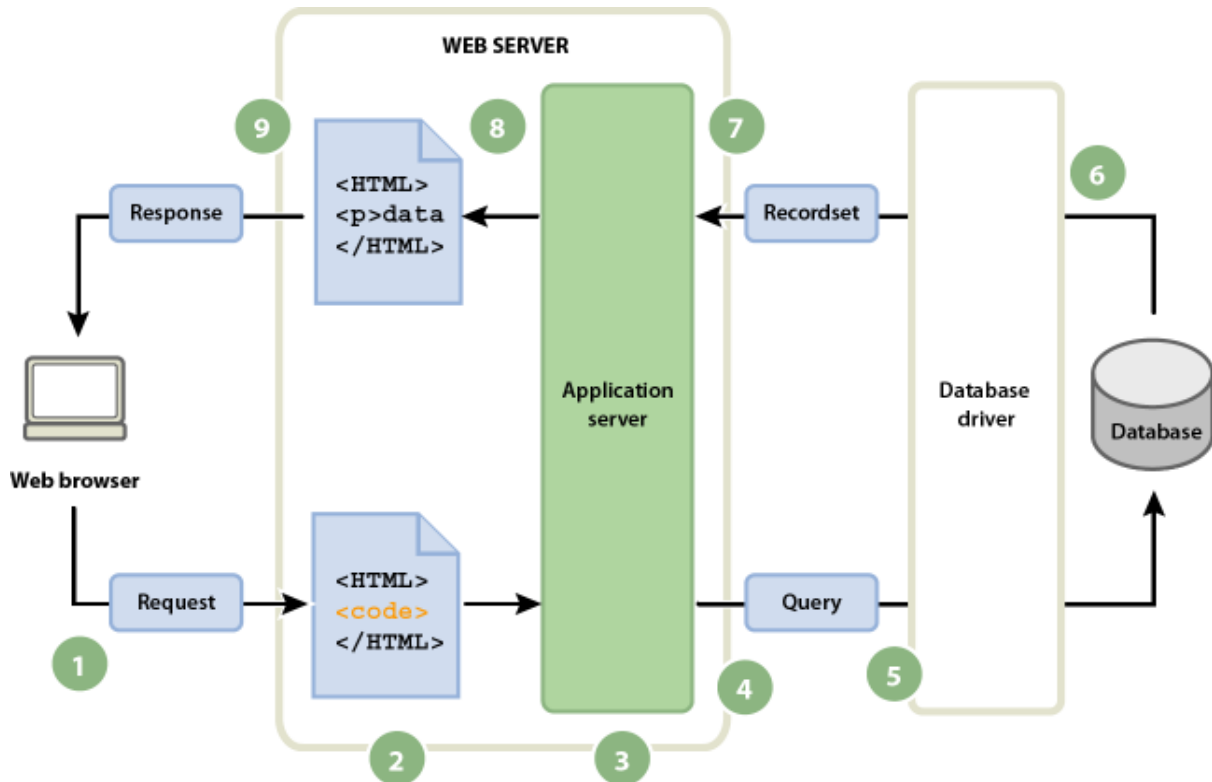 WEB SERVER
9
8
7
6
<HTML>
<p>data
</HTML>
Response
Recordset
Application
server
Database
driver
Database
Web browser
<HTML>
<code>
</HTML>
Request
Query
1
2
3
4
5